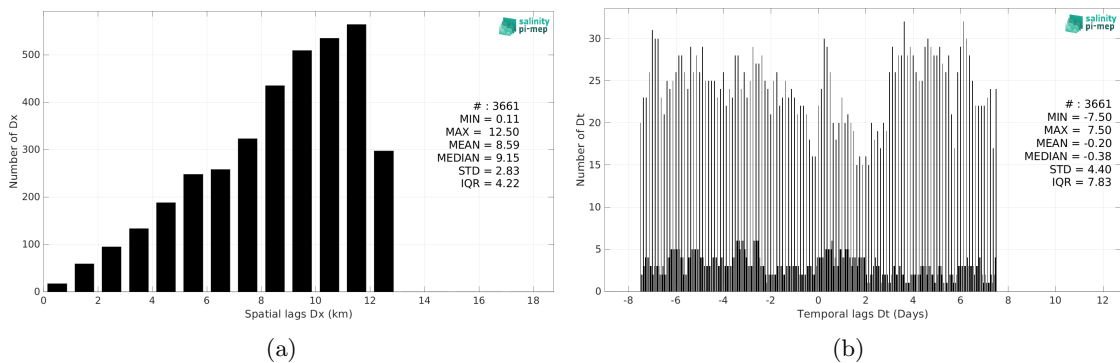 salinity
pi-mep
500
400
300
200
100
0
Number of Dx
# : 3661
MIN = 0.11
MAX = 12.50
MEAN = 8.59
MEDIAN = 9.15
STD = 2.83
IQR = 4.22
0 2 4 6 8 10 12 14 16 18
Spatial lags Dx (km)
(a)
salinity
pi-mep
30
25
20
15
10
5
0
Number of Dt
# : 3661
MIN = -7.50
MAX = 7.50
MEAN = -0.20
MEDIAN = -0.38
STD = 4.40
IQR = 7.83
-8 -6 -4 -2 0 2 4 6 8 10 12
Temporal lags Dt (Days)
(b)